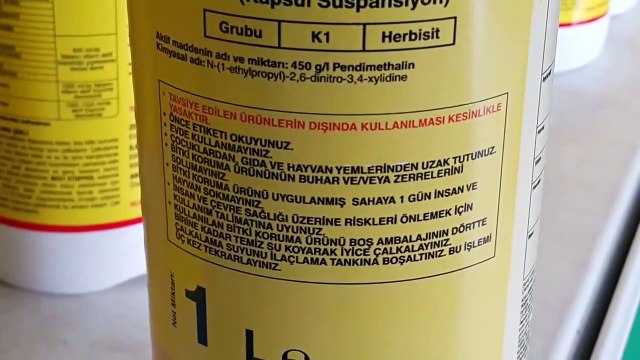 (Kapsül Süspansiyon)
Grubu K1 Herbisit
Aktif maddenin adı ve miktarı: 450 g/l Pendimethalin
Kimyasal adı: N-(1-ethylpropyl)-2,6-dinitro-3,4-xylidine
• TAVSİYE EDİLEN ÜRÜNLERİN DIŞINDA KULLANILMASI KESİNLİKLE
YASAKTIR.
• ÖNCE ETİKETİ OKUYUNUZ.
• EVDE KULLANMAYINIZ.
• ÇOCUKLARDAN, GIDA VE HAYVAN YEMLERİNDEN UZAK TUTUNUZ.
• BİTKİ KORUMA ÜRÜNÜNÜN BUHAR VE/VEYA ZERRELERİNİ
SOLUMAYINIZ.
• BİTKİ KORUMA ÜRÜNÜ UYGULANMIŞ SAHAYA 1 GÜN İNSAN VE
HAYVAN SOKMAYINIZ.
• İNSAN VE ÇEVRE SAĞLIĞI ÜZERİNE RİSKLERİ ÖNLEMEK İÇİN
KULLANIM TALİMATINA UYUNUZ.
• KULLANILAN BİTKİ KORUMA ÜRÜNÜ BOŞ AMBALAJININ DÖRTTE
BİRİNE KADAR TEMİZ SU KOYARAK İYİCE ÇALKALAYINIZ.
ÇALKALAMA SUYUNU İLAÇLAMA TANKINA BOŞALTINIZ. BU İŞLEMİ
ÜÇ KEZ TEKRARLAYINIZ.
Net Miktarı:
1 L